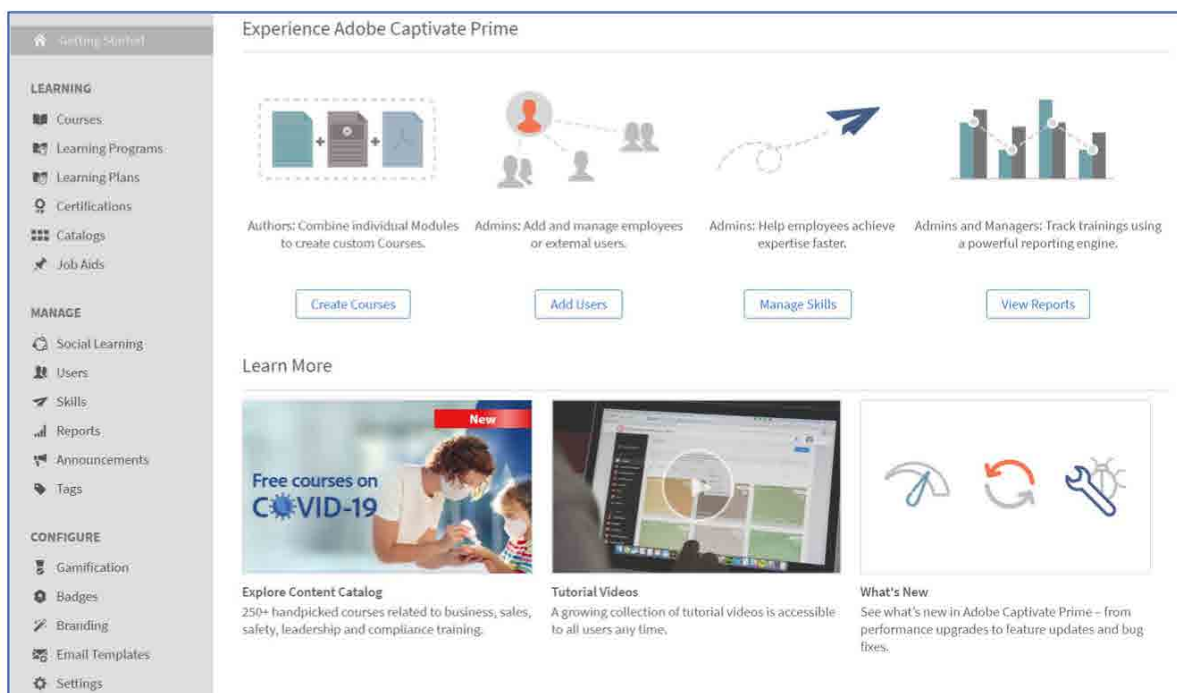 Getting Started
LEARNING
Courses
Learning Programs
Learning Plans
Certifications
Catalogs
Job Aids
MANAGE
Social Learning
Users
Skills
Reports
Announcements
Tags
CONFIGURE
Gamification
Badges
Branding
Email Templates
Settings
Experience Adobe Captivate Prime
Authors: Combine individual Modules
to create custom Courses.
Create Courses
Admins: Add and manage employees
or external users.
Add Users
Admins: Help employees achieve
expertise faster.
Manage Skills
Admins and Managers: Track trainings using
a powerful reporting engine.
View Reports
Learn More
New
Free courses on
COVID-19
Explore Content Catalog
250+ handpicked courses related to business, sales,
safety, leadership and compliance training.
Tutorial Videos
A growing collection of tutorial videos is accessible
to all users any time.
What's New
See what's new in Adobe Captivate Prime – from
performance upgrades to feature updates and bug
fixes.